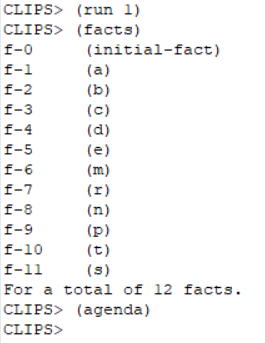 CLIPS> (run 1)
CLIPS> (facts)
f-0 (initial-fact)
f-1 (a)
f-2 (b)
f-3 (c)
f-4 (d)
f-5 (e)
f-6 (m)
f-7 (r)
f-8 (n)
f-9 (p)
f-10 (t)
f-11 (s)
For a total of 12 facts.
CLIPS> (agenda)
CLIPS>